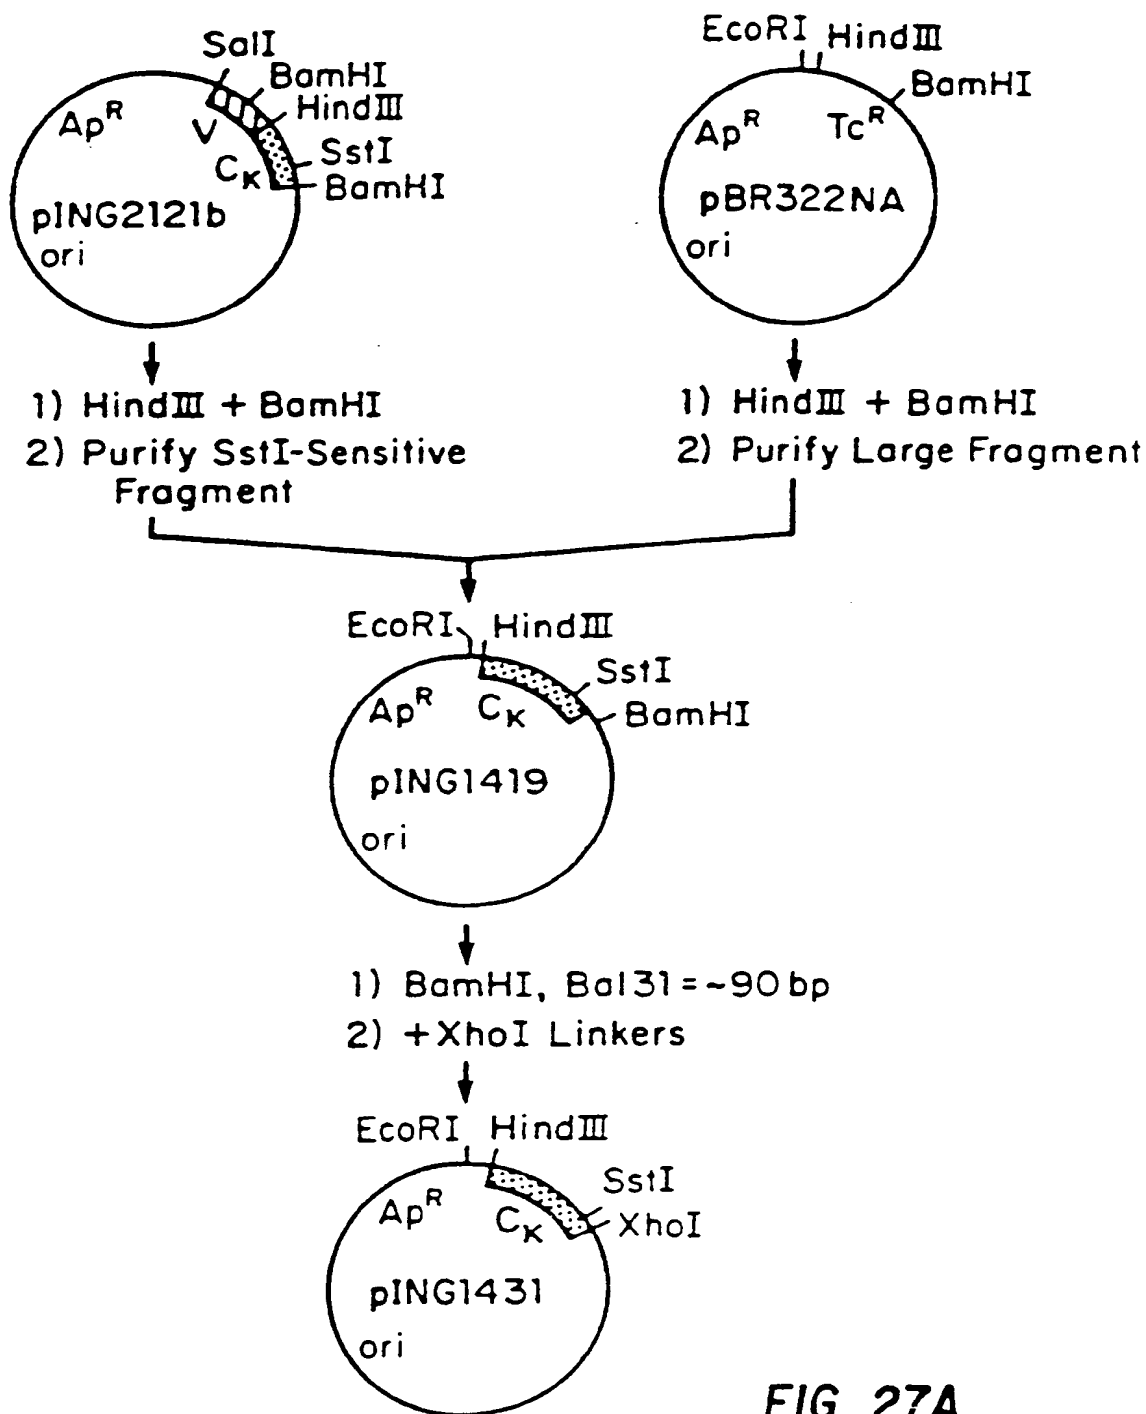 SalI
BamHI
HindIII
SstI
BamHI
Ap^R
V
C_K
pING2121b
ori
EcoRI HindIII
BamHI
Ap^R Tc^R
pBR322NA
ori
1) HindIII + BamHI
2) Purify SstI-Sensitive
Fragment
1) HindIII + BamHI
2) Purify Large Fragment
EcoRI HindIII
SstI
BamHI
Ap^R C_K
pING1419
ori
1) BamHI, Bal31 = ~90 bp
2) + XhoI Linkers
EcoRI HindIII
SstI
XhoI
Ap^R C_K
pING1431
ori
FIG. 27A